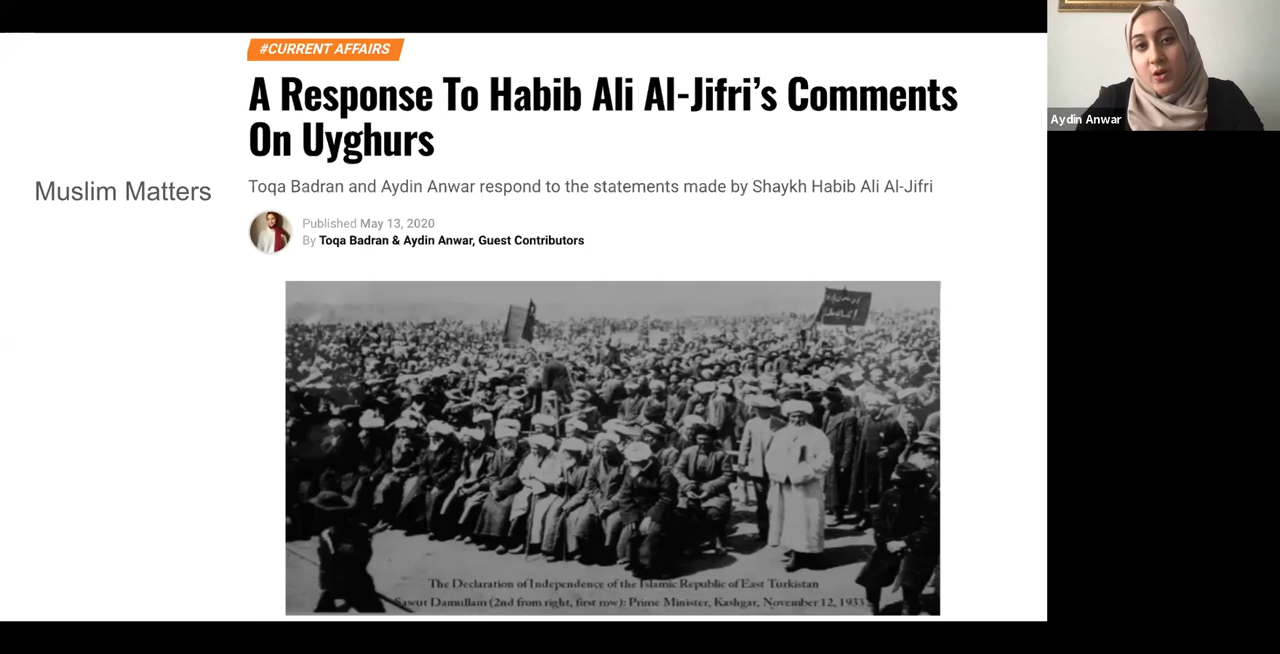 #CURRENT AFFAIRS
A Response To Habib Ali Al-Jifri’s Comments
On Uyghurs
Muslim Matters
Toqa Badran and Aydin Anwar respond to the statements made by Shaykh Habib Ali Al-Jifri
Published May 13, 2020
By Toqa Badran & Aydin Anwar, Guest Contributors
The Declaration of Independence of the Islamic Republic of East Turkistan
Sawut Damullam (2nd from right, first row): Prime Minister, Kashgar, November 12, 1933
Aydin Anwar